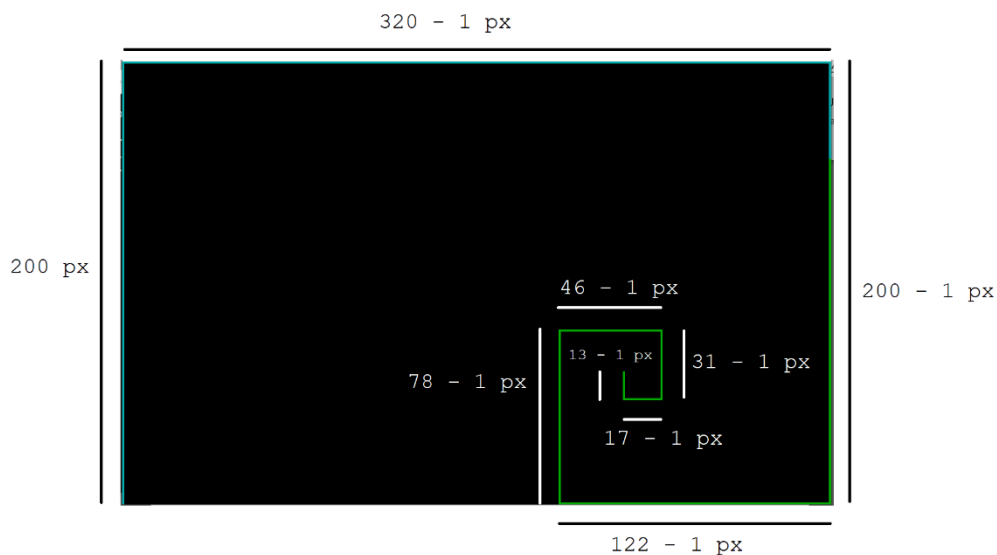 320 - 1 px
200 px
46 - 1 px
200 - 1 px
13 - 1 px
31 - 1 px
78 - 1 px
17 - 1 px
122 - 1 px